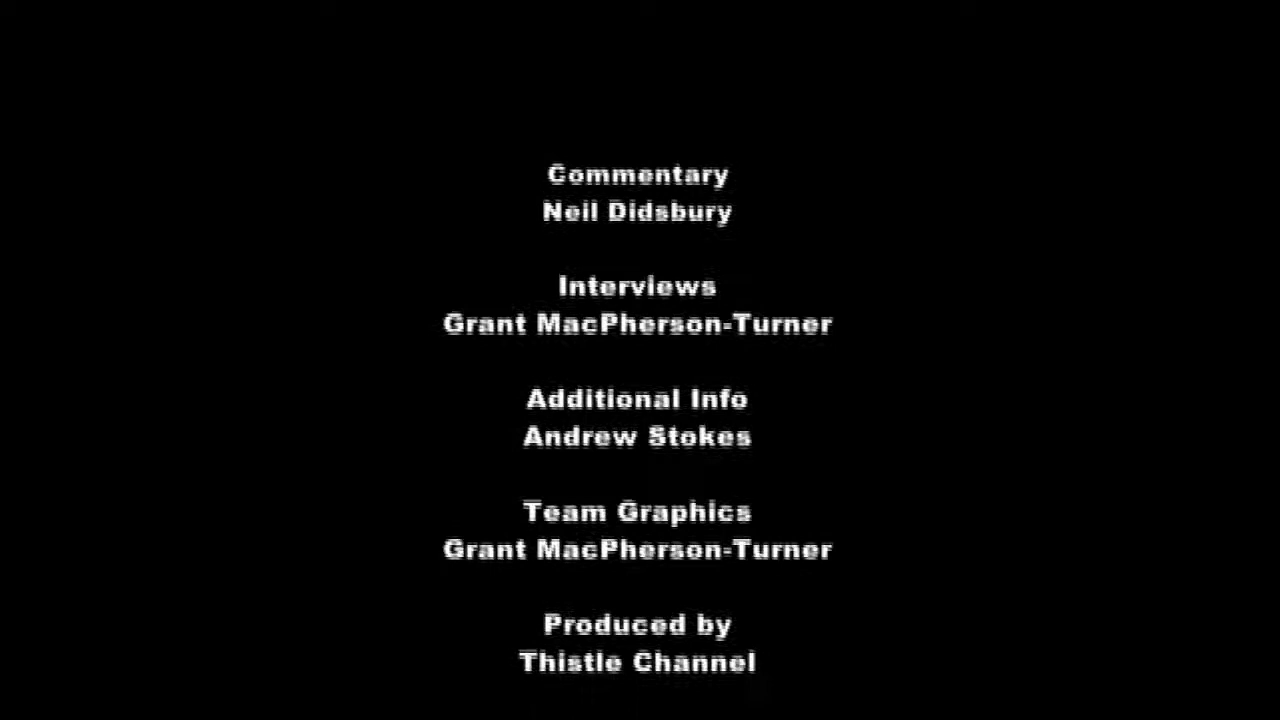 Commentary
Neil Didsbury
Interviews
Grant MacPherson-Turner
Additional Info
Andrew Stokes
Team Graphics
Grant MacPherson-Turner
Produced by
Thistle Channel